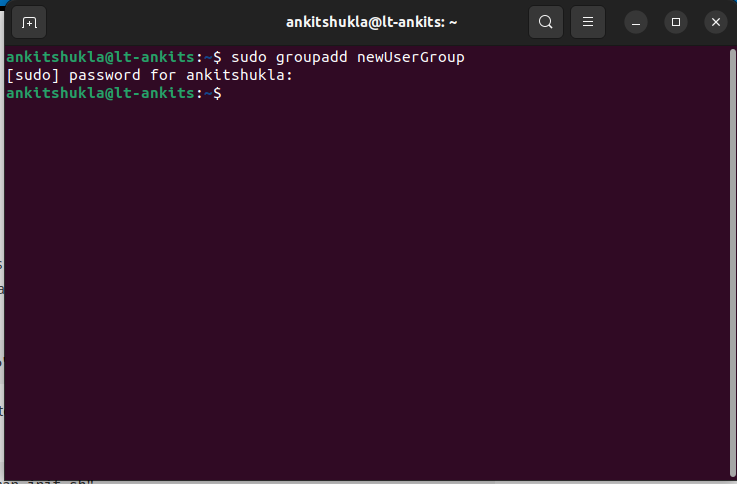 ankitshukla@lt-ankits: ~
ankitshukla@lt-ankits:~$ sudo groupadd newUserGroup
[sudo] password for ankitshukla:
ankitshukla@lt-ankits:~$